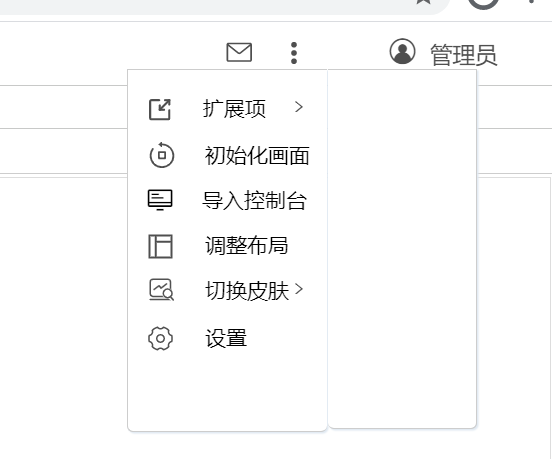 管理员
扩展项
初始化画面
导入控制台
调整布局
切换皮肤
设置